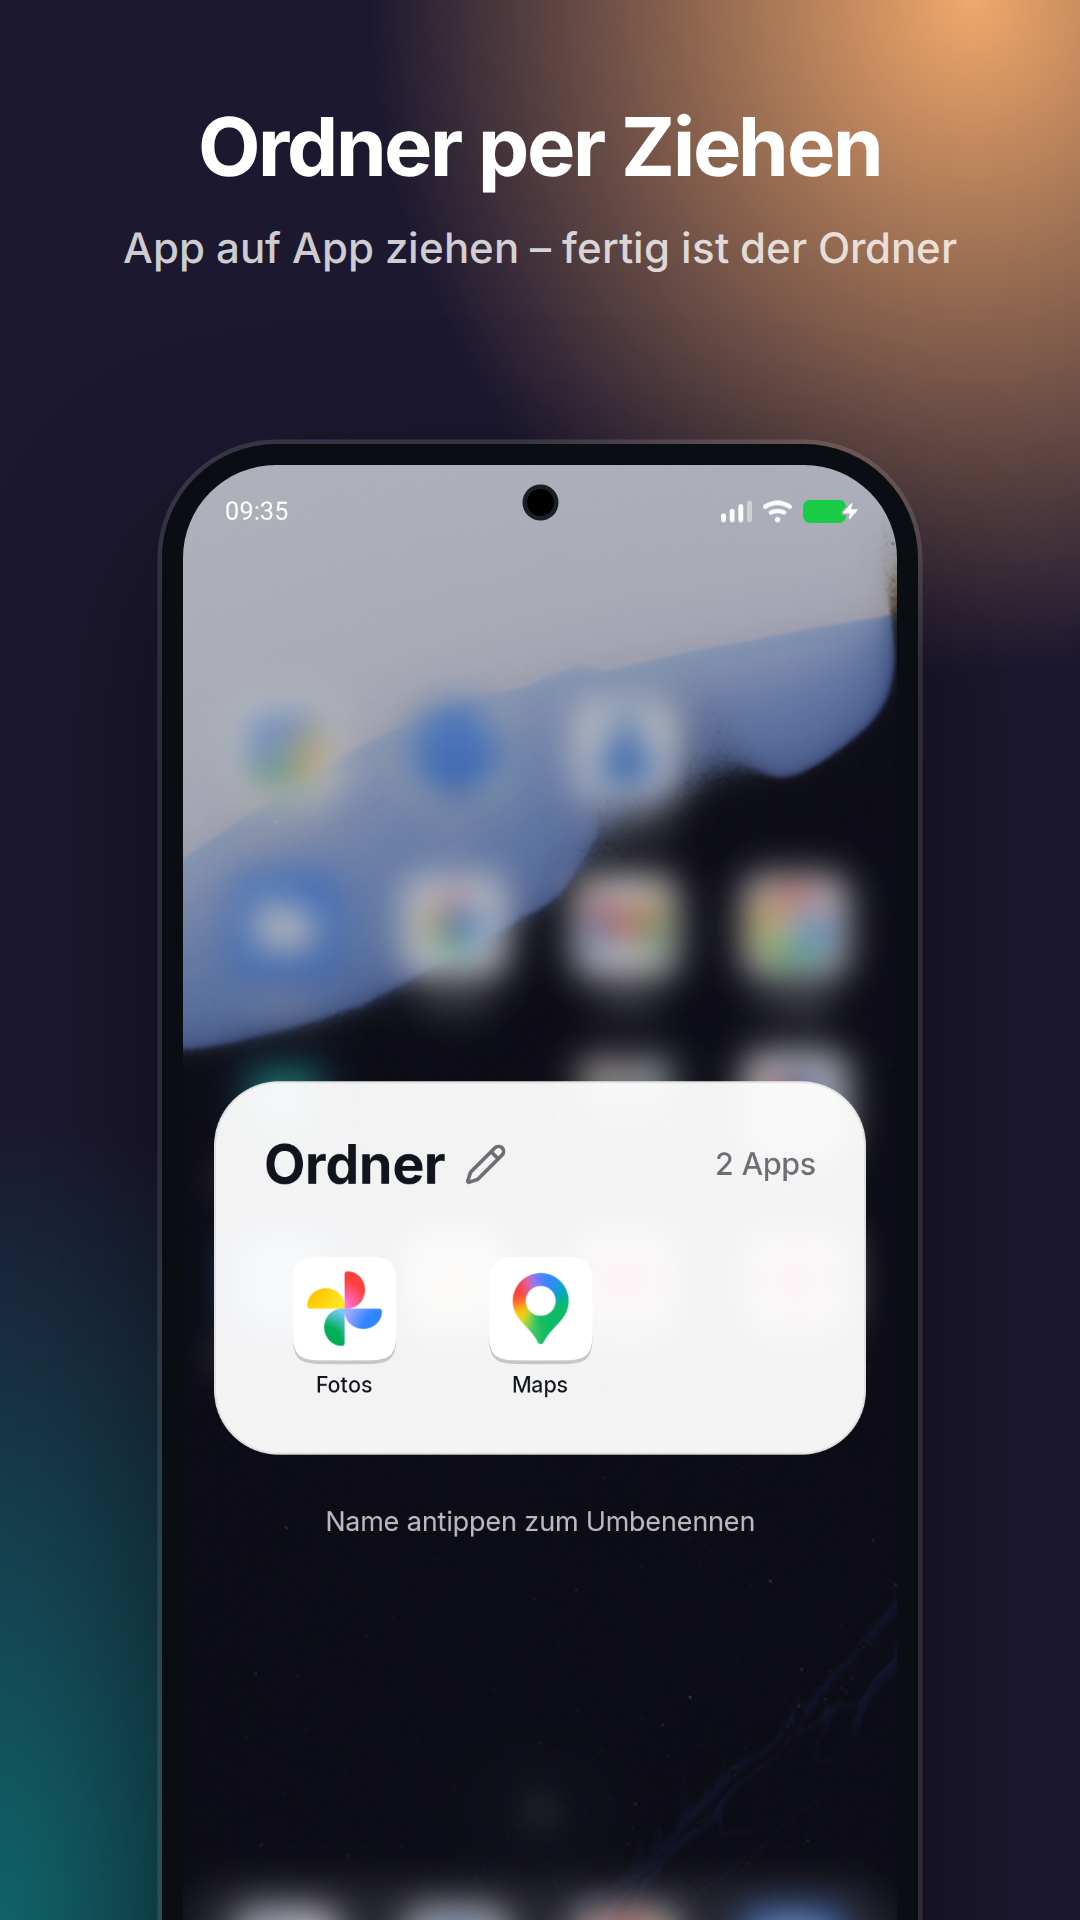 Ordner per Ziehen
App auf App ziehen – fertig ist der Ordner
09:35
Ordner
2 Apps
Fotos
Maps
Name antippen zum Umbenennen